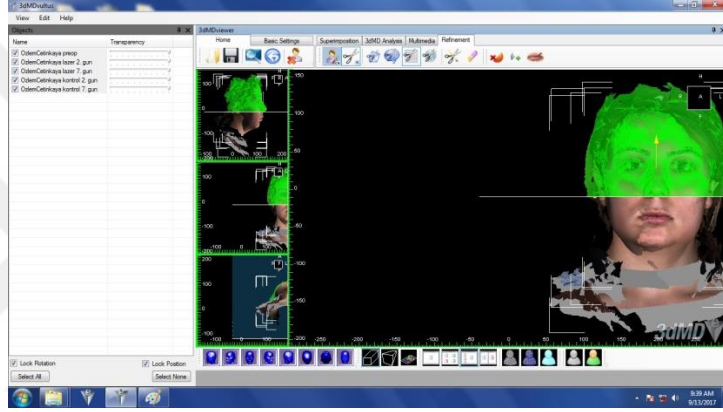 3dMDvultus
View Edit Help
Objects
3dMDviewer
Name Transparency
Home Basic Settings Superimposition 3dMD Analysis Multimedia Refinement
OzlemCetinkaya preop
OzlemCetinkaya lazer 2. gun
OzlemCetinkaya lazer 7. gun
OzlemCetinkaya kontrol 2. gun
OzlemCetinkaya kontrol 7. gun
A
3dMD
Lock Rotation Lock Position
Select All Select None
9:39 AM
9/13/2017